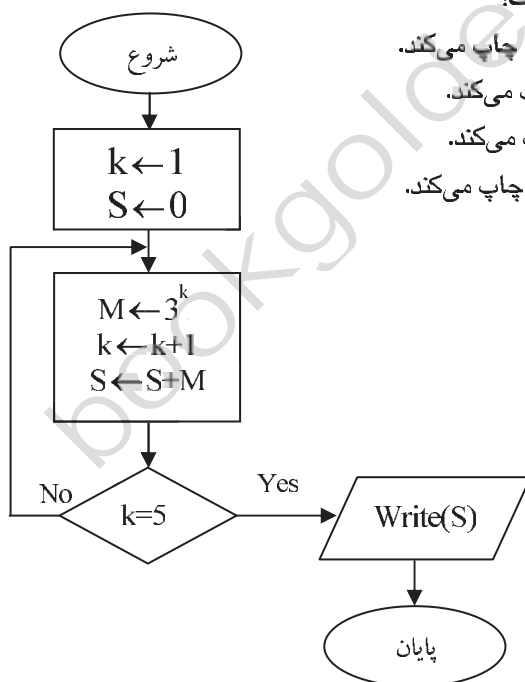 شروع
چاپ می‌کند.
می‌کند.
می‌کند.
چاپ می‌کند.
k←1
S←0
M←3^k
k←k+1
S←S+M
No
k=5
Yes
Write(S)
پایان
bookgolde